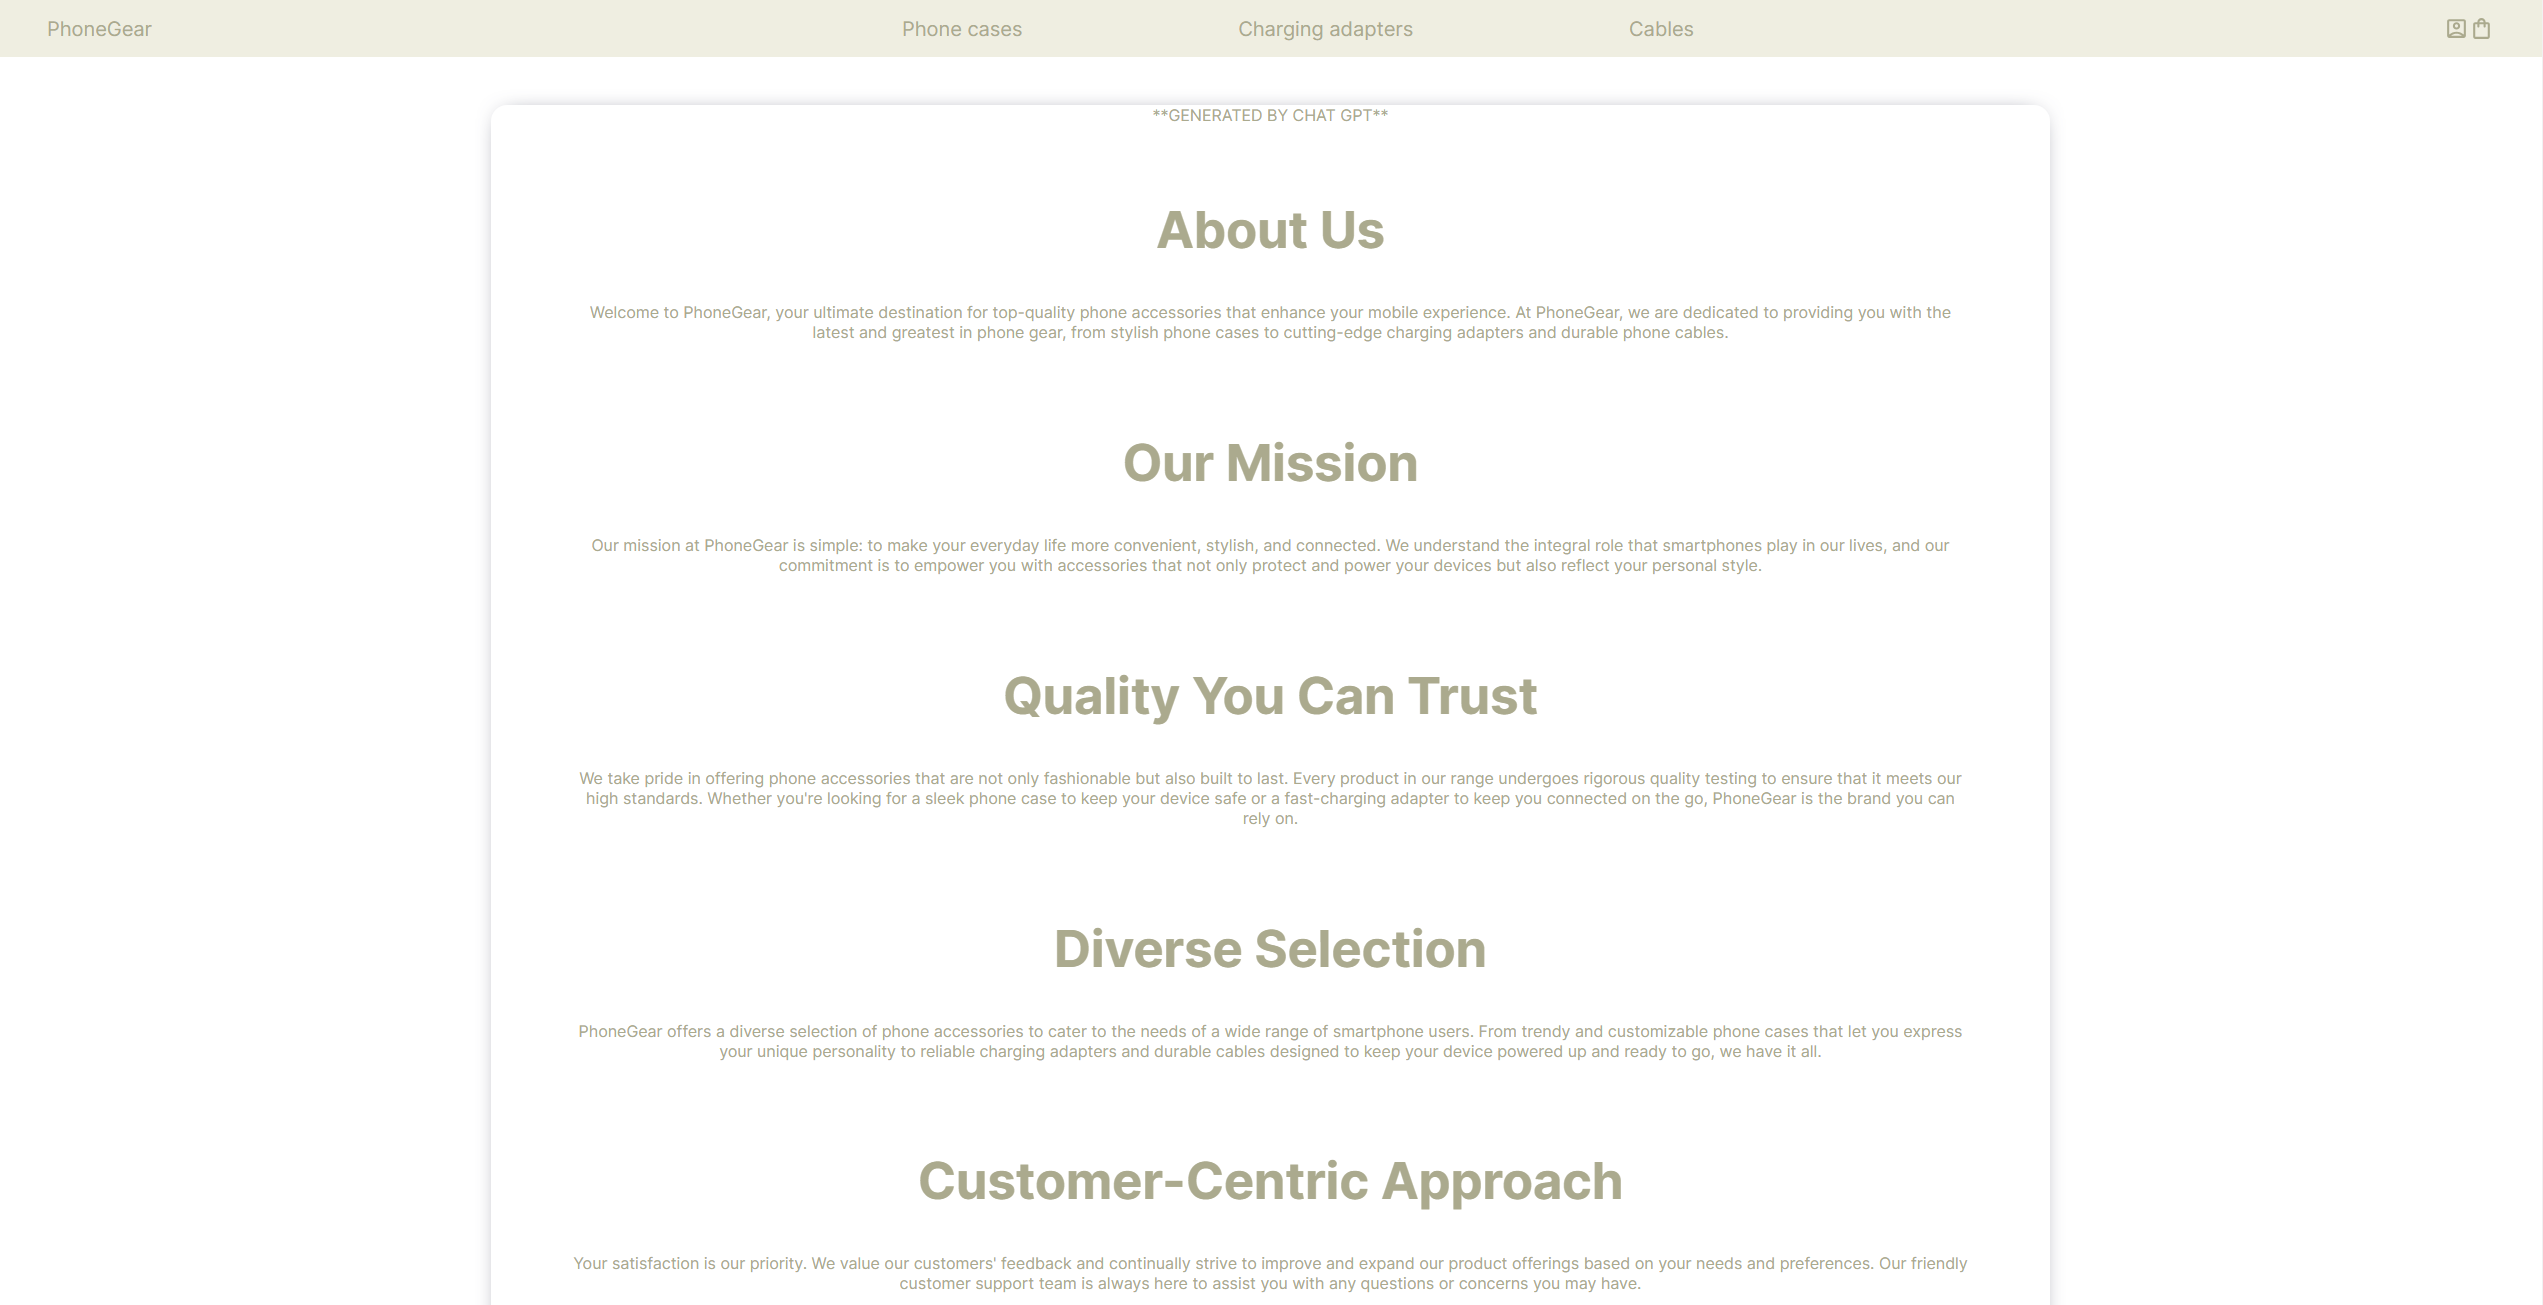 PhoneGear Phone cases Charging adapters Cables
**GENERATED BY CHAT GPT**
About Us
Welcome to PhoneGear, your ultimate destination for top-quality phone accessories that enhance your mobile experience. At PhoneGear, we are dedicated to providing you with the
latest and greatest in phone gear, from stylish phone cases to cutting-edge charging adapters and durable phone cables.
Our Mission
Our mission at PhoneGear is simple: to make your everyday life more convenient, stylish, and connected. We understand the integral role that smartphones play in our lives, and our
commitment is to empower you with accessories that not only protect and power your devices but also reflect your personal style.
Quality You Can Trust
We take pride in offering phone accessories that are not only fashionable but also built to last. Every product in our range undergoes rigorous quality testing to ensure that it meets our
high standards. Whether you're looking for a sleek phone case to keep your device safe or a fast-charging adapter to keep you connected on the go, PhoneGear is the brand you can
rely on.
Diverse Selection
PhoneGear offers a diverse selection of phone accessories to cater to the needs of a wide range of smartphone users. From trendy and customizable phone cases that let you express
your unique personality to reliable charging adapters and durable cables designed to keep your device powered up and ready to go, we have it all.
Customer-Centric Approach
Your satisfaction is our priority. We value our customers' feedback and continually strive to improve and expand our product offerings based on your needs and preferences. Our friendly
customer support team is always here to assist you with any questions or concerns you may have.